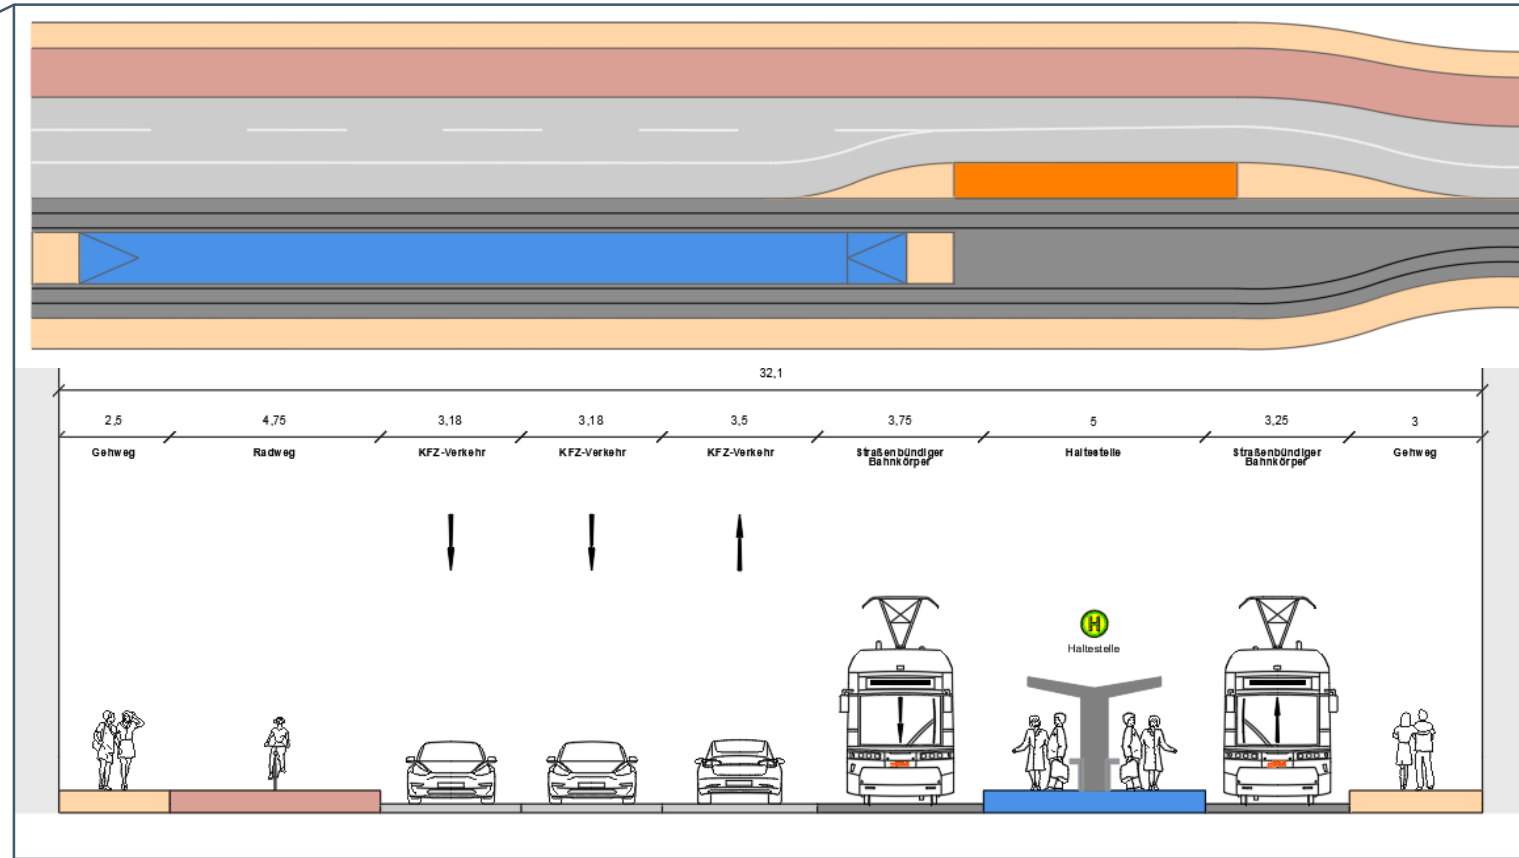 32,1
2,5 4,75 3,18 3,18 3,5 3,75 5 3,25 3
Gehweg Radweg KFZ-Verkehr KFZ-Verkehr KFZ-Verkehr Straßenbündiger Haltestelle Straßenbündiger Gehweg
Bahnkörper Bahnkörper
H
Haltestelle